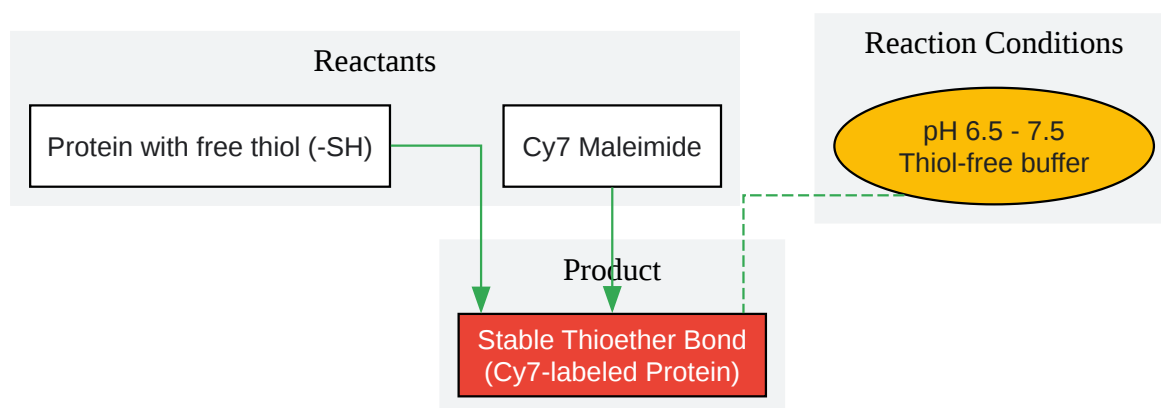 Reactants
Reaction Conditions
Protein with free thiol (-SH)
Cy7 Maleimide
pH 6.5 - 7.5
Thiol-free buffer
Product
Stable Thioether Bond
(Cy7-labeled Protein)